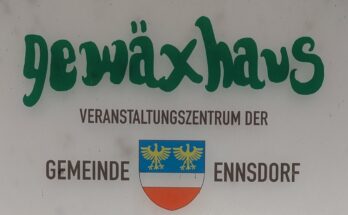 gewäxhaus
VERANSTALTUNGSZENTRUM DER
GEMEINDE ENNSDORF